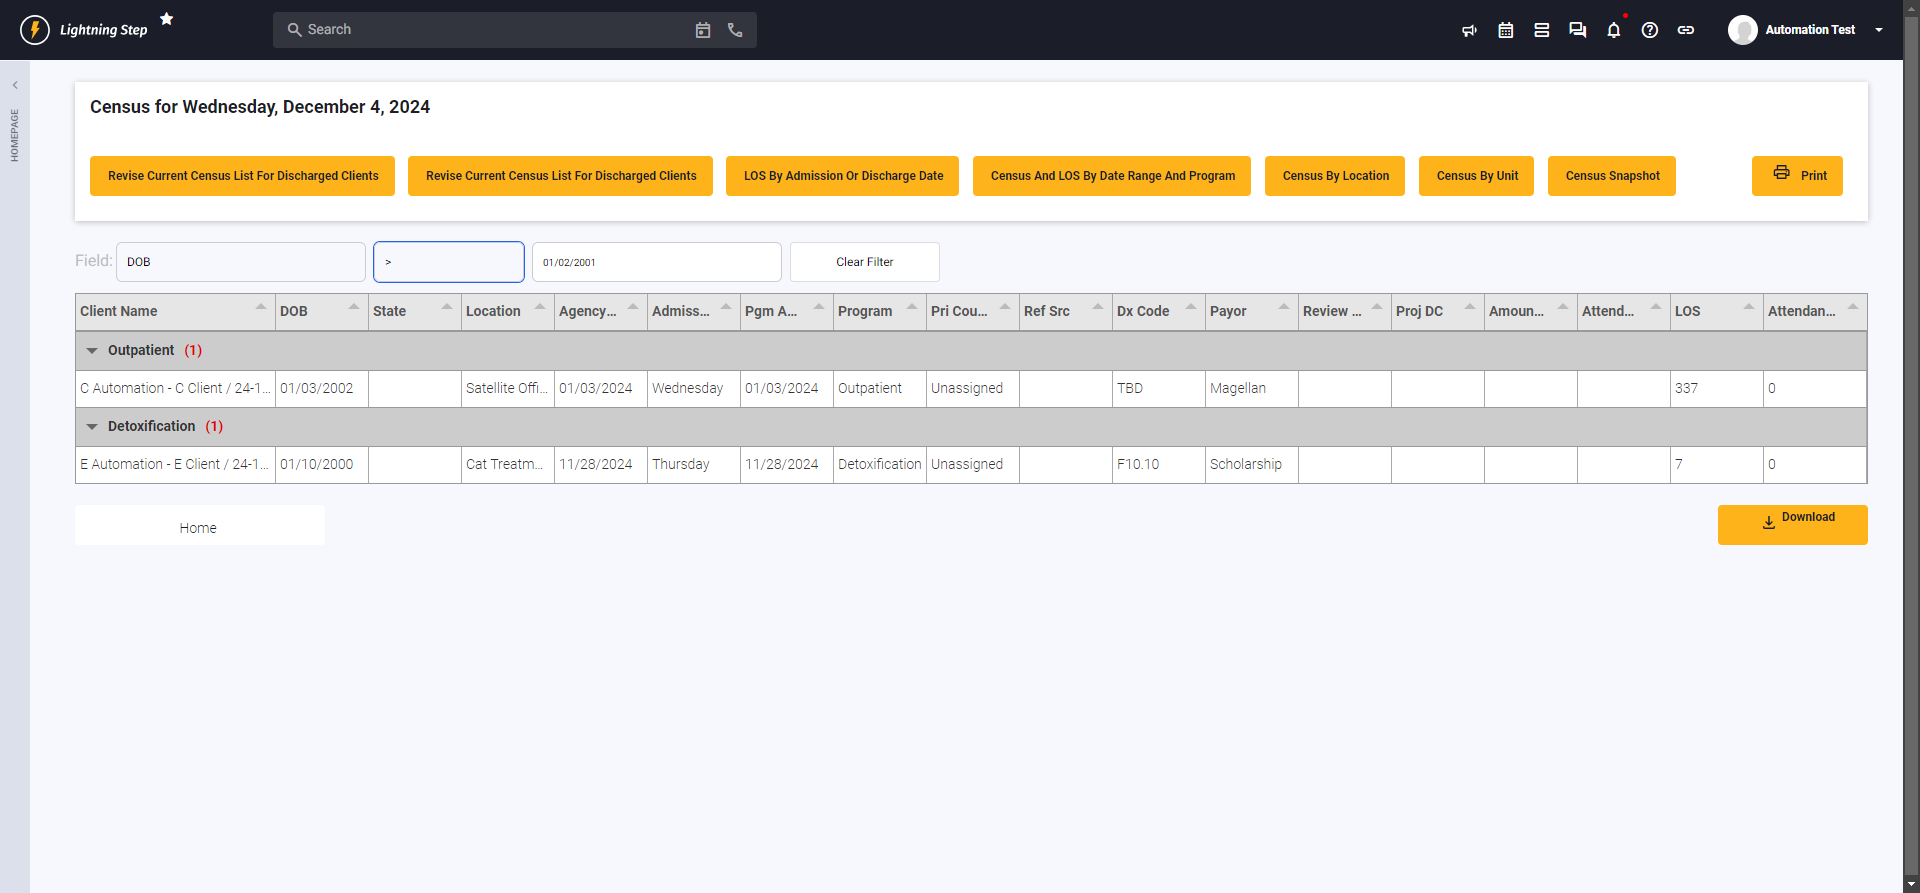 Lightning Step
Search
Automation Test
HOMEPAGE
Census for Wednesday, December 4, 2024
Revise Current Census List For Discharged Clients
Revise Current Census List For Discharged Clients
LOS By Admission Or Discharge Date
Census And LOS By Date Range And Program
Census By Location
Census By Unit
Census Snapshot
Print
Field: DOB > 01/02/2001 Clear Filter
Client Name DOB State Location Agency... Admiss... Pgm A... Program Pri Cou... Ref Src Dx Code Payor Review ... Proj DC Amoun... Attend... LOS Attendan...
Outpatient (1)
C Automation - C Client / 24-1... 01/03/2002 Satellite Offi... 01/03/2024 Wednesday 01/03/2024 Outpatient Unassigned TBD Magellan 337 0
Detoxification (1)
E Automation - E Client / 24-1... 01/10/2000 Cat Treatm... 11/28/2024 Thursday 11/28/2024 Detoxification Unassigned F10.10 Scholarship 7 0
Home
Download